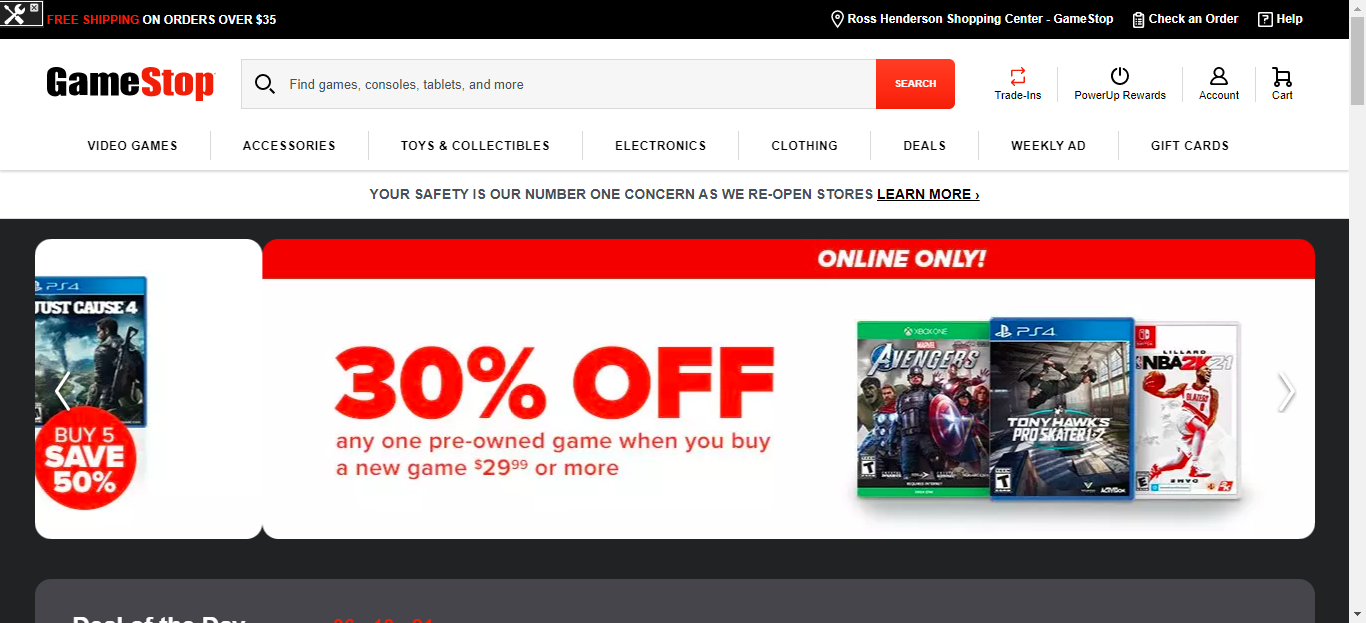 FREE SHIPPING ON ORDERS OVER $35
Ross Henderson Shopping Center - GameStop
Check an Order
Help
GameStop
Find games, consoles, tablets, and more
SEARCH
Trade-Ins
PowerUp Rewards
Account
Cart
VIDEO GAMES
ACCESSORIES
TOYS & COLLECTIBLES
ELECTRONICS
CLOTHING
DEALS
WEEKLY AD
GIFT CARDS
YOUR SAFETY IS OUR NUMBER ONE CONCERN AS WE RE-OPEN STORES LEARN MORE ›
PS4
JUST CAUSE 4
BUY 5
SAVE
50%
ONLINE ONLY!
30% OFF
any one pre-owned game when you buy
a new game $29⁹⁹ or more
XBOX ONE
MARVEL
AVENGERS
PS4
TONY HAWK'S
PRO SKATER 1+2
LILLARD
NBA 2K21
Deal of the Day